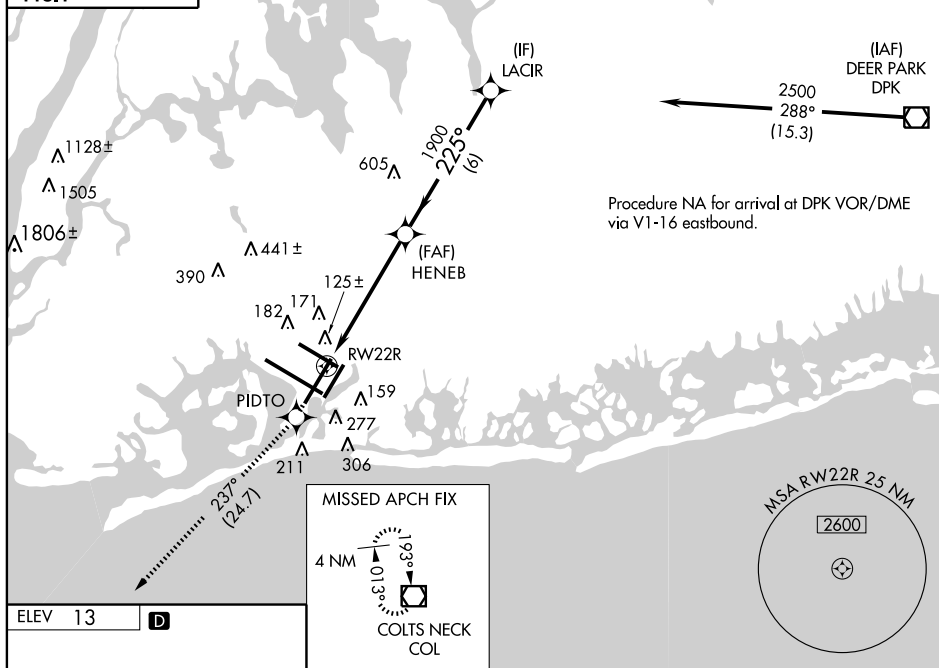 (IF)
LACIR
(IAF)
DEER PARK
DPK
2500
288°
(15.3)
1900
225°
(6)
1128±
1505
605
1806±
Procedure NA for arrival at DPK VOR/DME
via V1-16 eastbound.
441±
390
(FAF)
HENEB
125±
171
182
RW22R
PIDTO
159
277
211
306
237°
(24.7)
MISSED APCH FIX
4 NM
193°
013°
COLTS NECK
COL
MSA RW22R 25 NM
2600
ELEV 13
D